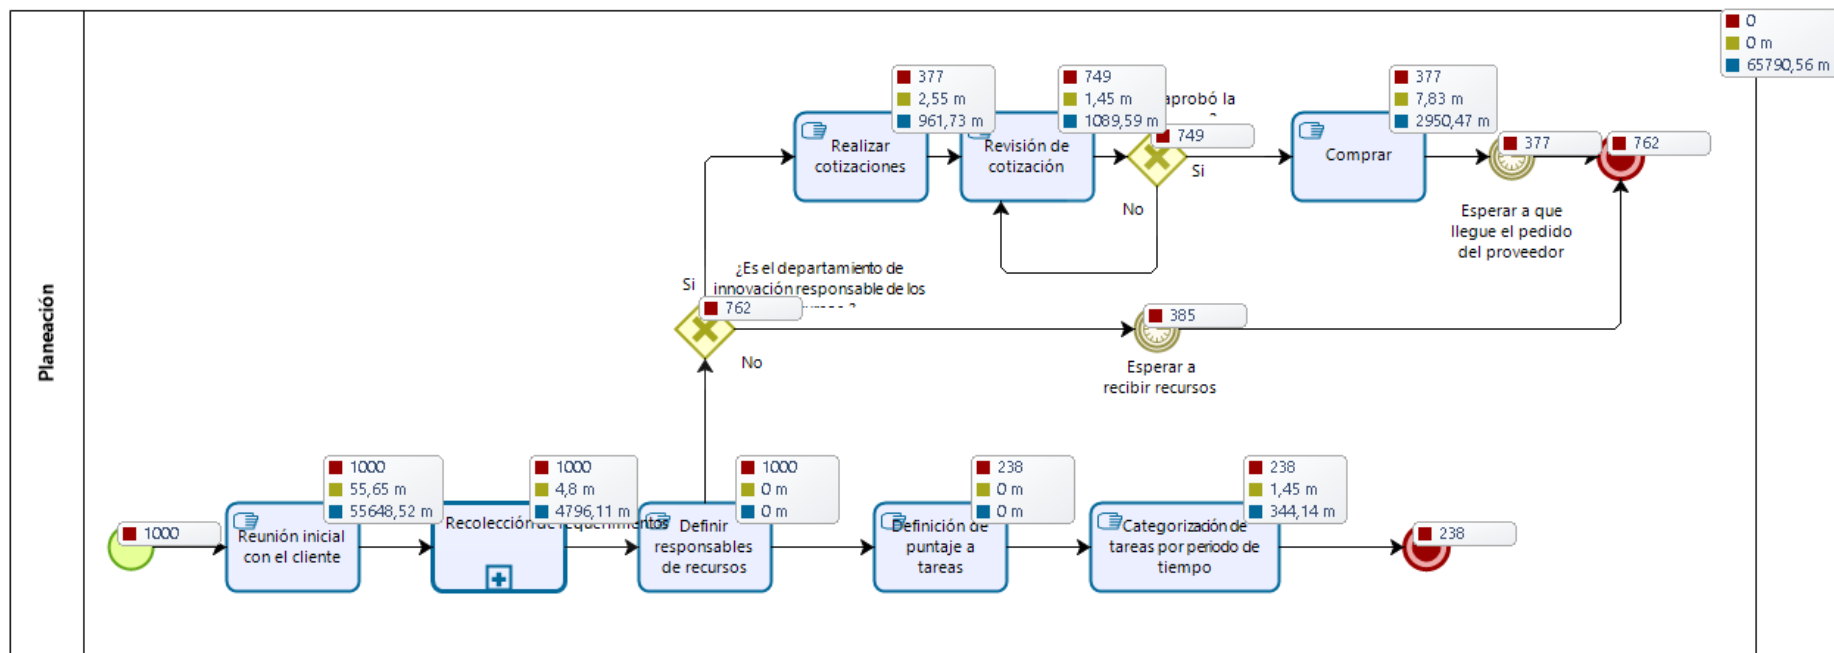 0
0 m
65790,56 m
377
2,55 m
961,73 m
749
1,45 m
1089,59 m
377
7,83 m
2950,47 m
aprobó la
749
377
762
Realizar
cotizaciones
Revisión de
cotización
Comprar
Si
No
Esperar a que
llegue el pedido
del proveedor
¿Es el departamento de
innovación responsable de los
Si
762
385
No
Esperar a
recibir recursos
Planeación
1000
55,65 m
55648,52 m
1000
4,8 m
4796,11 m
1000
0 m
0 m
238
0 m
0 m
238
1,45 m
344,14 m
1000
Reunión inicial
con el cliente
Recolección de requerimientos
Definir
responsables
de recursos
Definición de
puntaje a
tareas
Categorización de
tareas por periodo de
tiempo
238